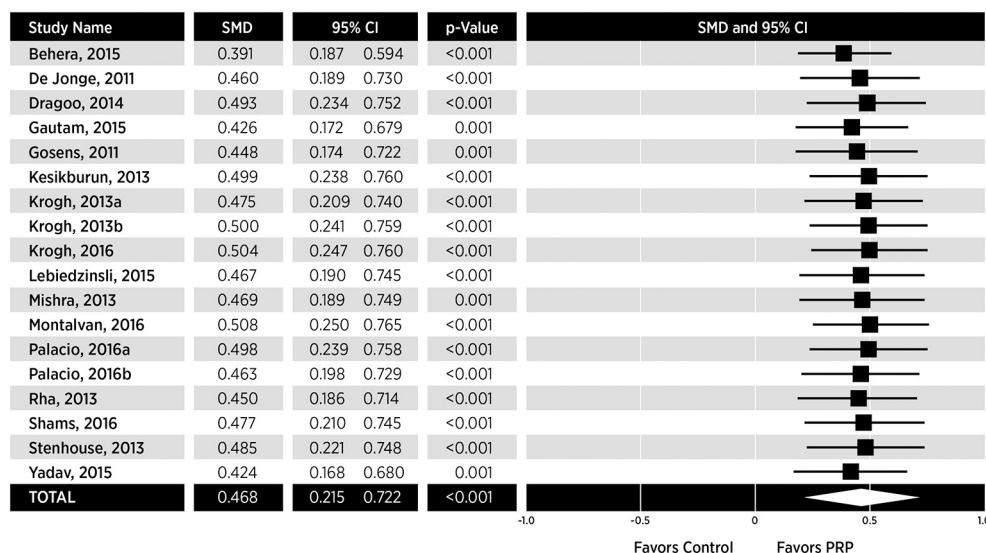 Study Name SMD 95% CI p-Value SMD and 95% CI
Behera, 2015 0.391 0.187 0.594 <0.001
De Jonge, 2011 0.460 0.189 0.730 <0.001
Dragoo, 2014 0.493 0.234 0.752 <0.001
Gautam, 2015 0.426 0.172 0.679 0.001
Gosens, 2011 0.448 0.174 0.722 0.001
Kesikburun, 2013 0.499 0.238 0.760 <0.001
Krogh, 2013a 0.475 0.209 0.740 <0.001
Krogh, 2013b 0.500 0.241 0.759 <0.001
Krogh, 2016 0.504 0.247 0.760 <0.001
Lebiedzinsli, 2015 0.467 0.190 0.745 <0.001
Mishra, 2013 0.469 0.189 0.749 0.001
Montalvan, 2016 0.508 0.250 0.765 <0.001
Palacio, 2016a 0.498 0.239 0.758 <0.001
Palacio, 2016b 0.463 0.198 0.729 <0.001
Rha, 2013 0.450 0.186 0.714 <0.001
Shams, 2016 0.477 0.210 0.745 <0.001
Stenhouse, 2013 0.485 0.221 0.748 <0.001
Yadav, 2015 0.424 0.168 0.680 0.001
TOTAL 0.468 0.215 0.722 <0.001
-1.0 -0.5 0 0.5 1.0
Favors Control Favors PRP